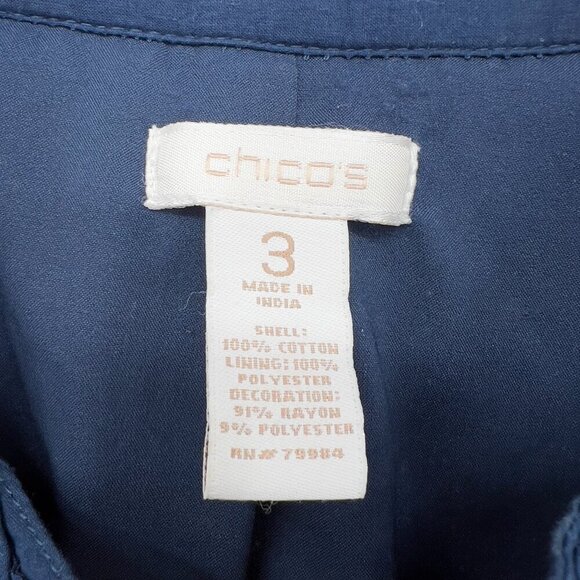 chico's
3
MADE IN
INDIA
SHELL:
100% COTTON
LINING: 100%
POLYESTER
DECORATION:
91% RAYON
9% POLYESTER
RN# 79984